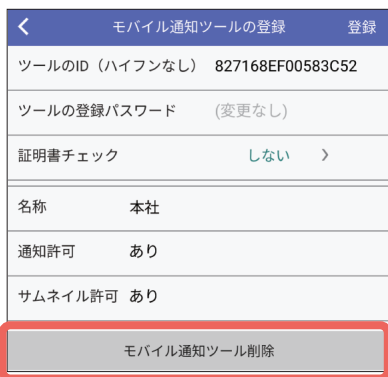 モバイル通知ツールの登録 登録
ツールのID（ハイフンなし） 827168EF00583C52
ツールの登録パスワード (変更なし)
証明書チェック しない
名称 本社
通知許可 あり
サムネイル許可 あり
モバイル通知ツール削除